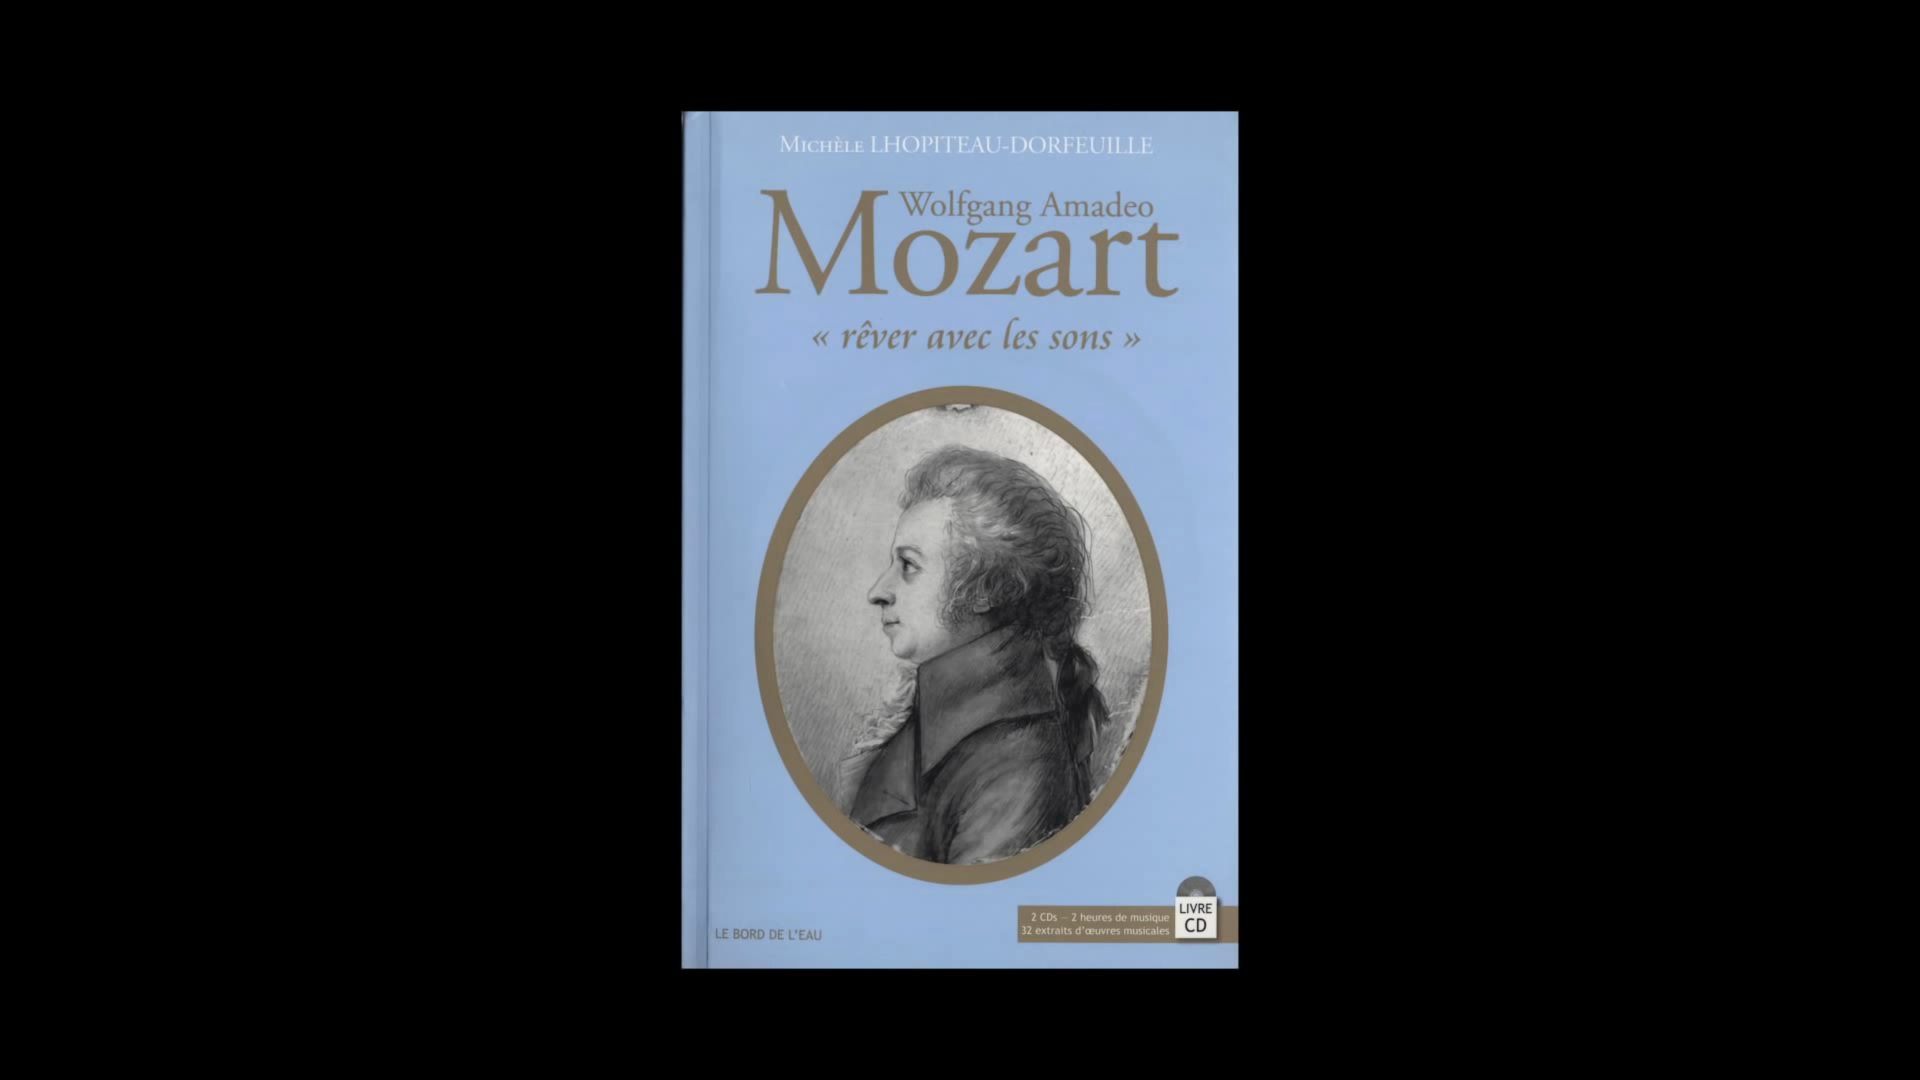 Michèle LHOPITEAU-DORFEUILLE
Wolfgang Amadeo
Mozart
« rêver avec les sons »
2 CDs – 2 heures de musique
32 extraits d'œuvres musicales
LIVRE
CD
LE BORD DE L'EAU